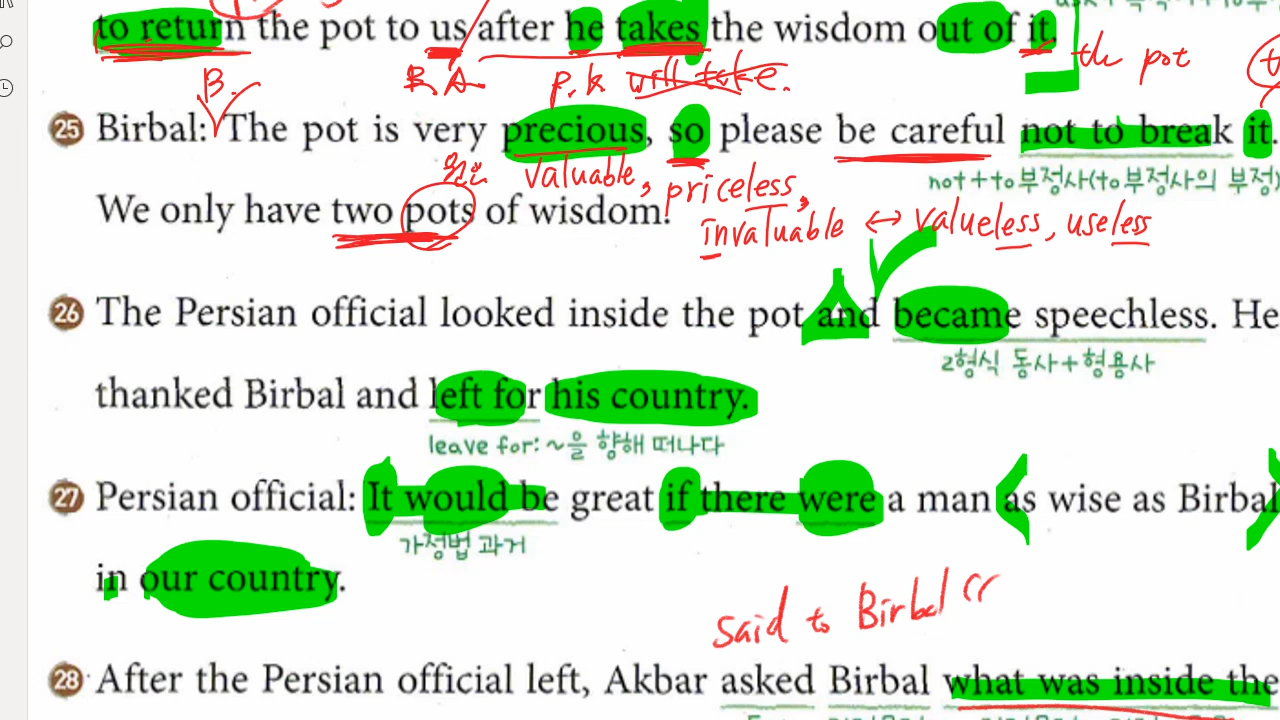 to return the pot to us after he takes the wisdom out of it.
B. A. p.k will take. the pot
B.
25 Birbal: The pot is very precious, so please be careful not to break it.
valuable, priceless, not+to부정사(to부정사의 부정)
We only have two pots of wisdom.
invaluable ↔ valueless, useless
26 The Persian official looked inside the pot and became speechless. He
2형식 동사+형용사
thanked Birbal and left for his country.
leave for: ~을 향해 떠나다
27 Persian official: It would be great if there were a man as wise as Birbal
가정법 과거
in our country.
said to Birbal "
28 After the Persian official left, Akbar asked Birbal what was inside the